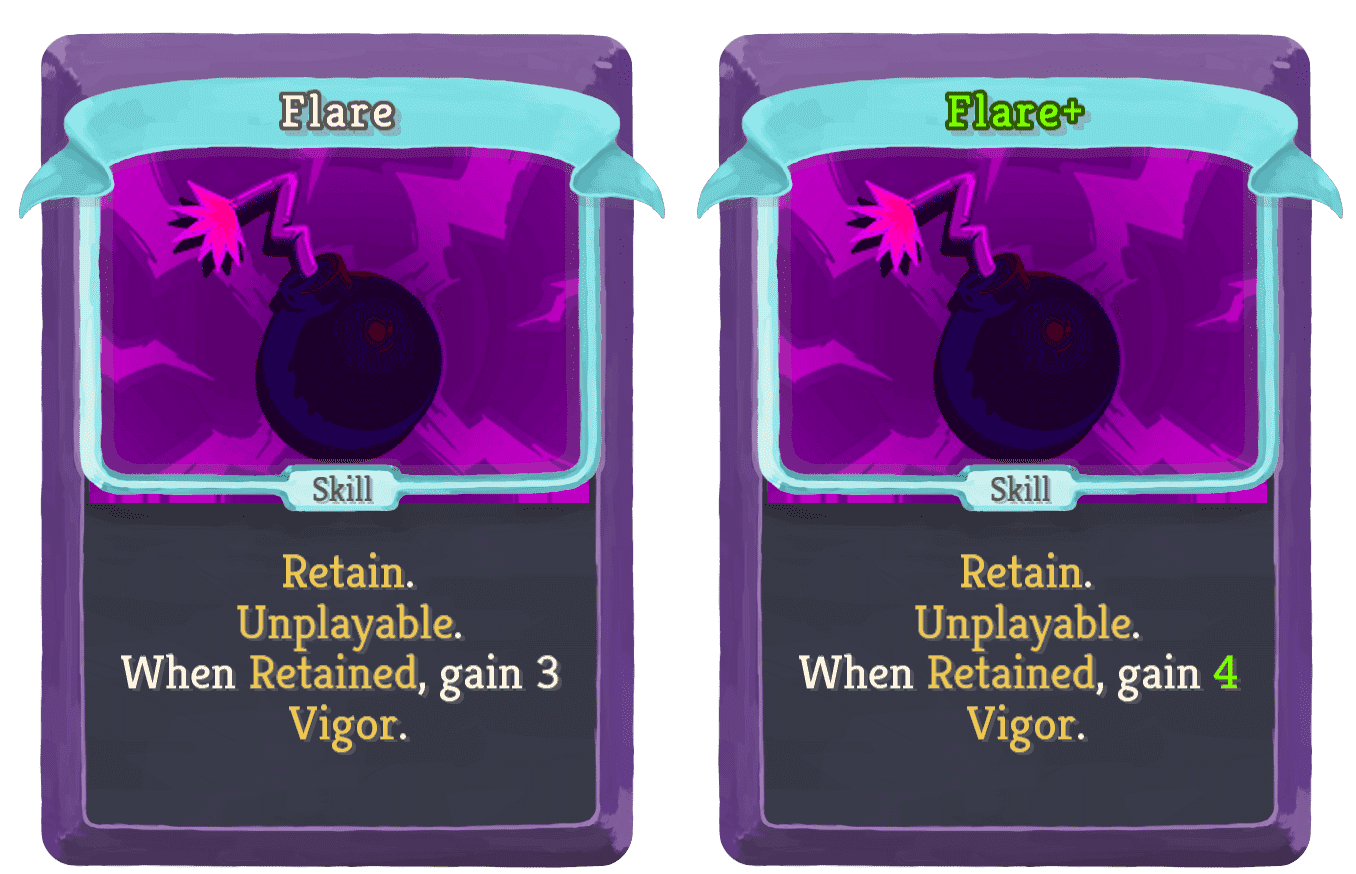 Flare
Skill
Retain.
Unplayable.
When Retained, gain 3
Vigor.
Flare+
Skill
Retain.
Unplayable.
When Retained, gain 4
Vigor.